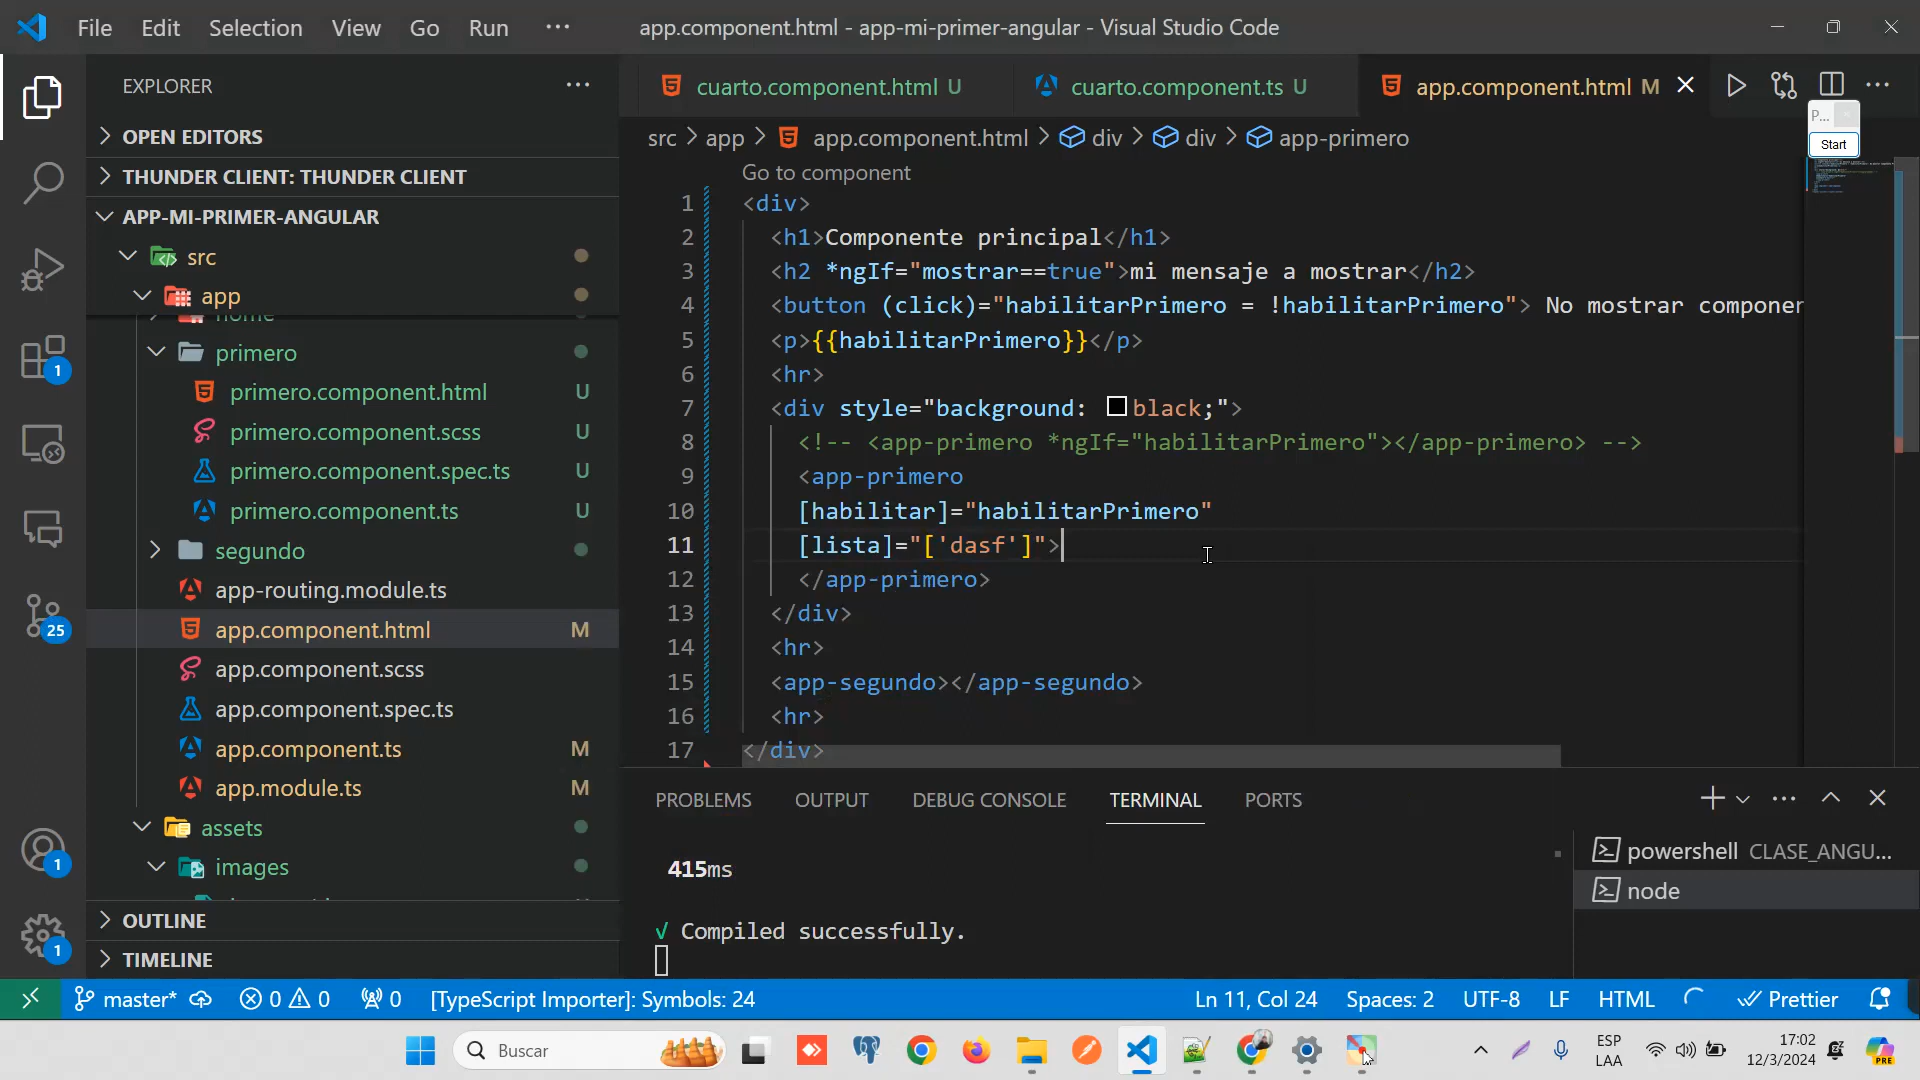 File Edit Selection View Go Run ···
app.component.html - app-mi-primer-angular - Visual Studio Code
EXPLORER
OPEN EDITORS
THUNDER CLIENT: THUNDER CLIENT
APP-MI-PRIMER-ANGULAR
src
app
home
primero
primero.component.html U
primero.component.scss U
primero.component.spec.ts U
primero.component.ts U
segundo
app-routing.module.ts
app.component.html M
app.component.scss
app.component.spec.ts
app.component.ts M
app.module.ts M
assets
images
OUTLINE
TIMELINE
1
25
1
1
cuarto.component.html U
cuarto.component.ts U
app.component.html M
P...
Start
src > app > app.component.html > div > div > app-primero
Go to component
1 <div>
2 <h1>Componente principal</h1>
3 <h2 *ngIf="mostrar==true">mi mensaje a mostrar</h2>
4 <button (click)="habilitarPrimero = !habilitarPrimero"> No mostrar componer
5 <p>{{habilitarPrimero}}</p>
6 <hr>
7 <div style="background: black;">
8 <!-- <app-primero *ngIf="habilitarPrimero"></app-primero> -->
9 <app-primero
10 [habilitar]="habilitarPrimero"
11 [lista]="['dasf']">
12 </app-primero>
13 </div>
14 <hr>
15 <app-segundo></app-segundo>
16 <hr>
17 </div>
PROBLEMS OUTPUT DEBUG CONSOLE TERMINAL PORTS
415ms
√ Compiled successfully.
powershell CLASE_ANGU...
node
master* 0 0 0 [TypeScript Importer]: Symbols: 24
Ln 11, Col 24 Spaces: 2 UTF-8 LF HTML Prettier
Buscar
ESP
LAA
17:02
12/3/2024
PRE